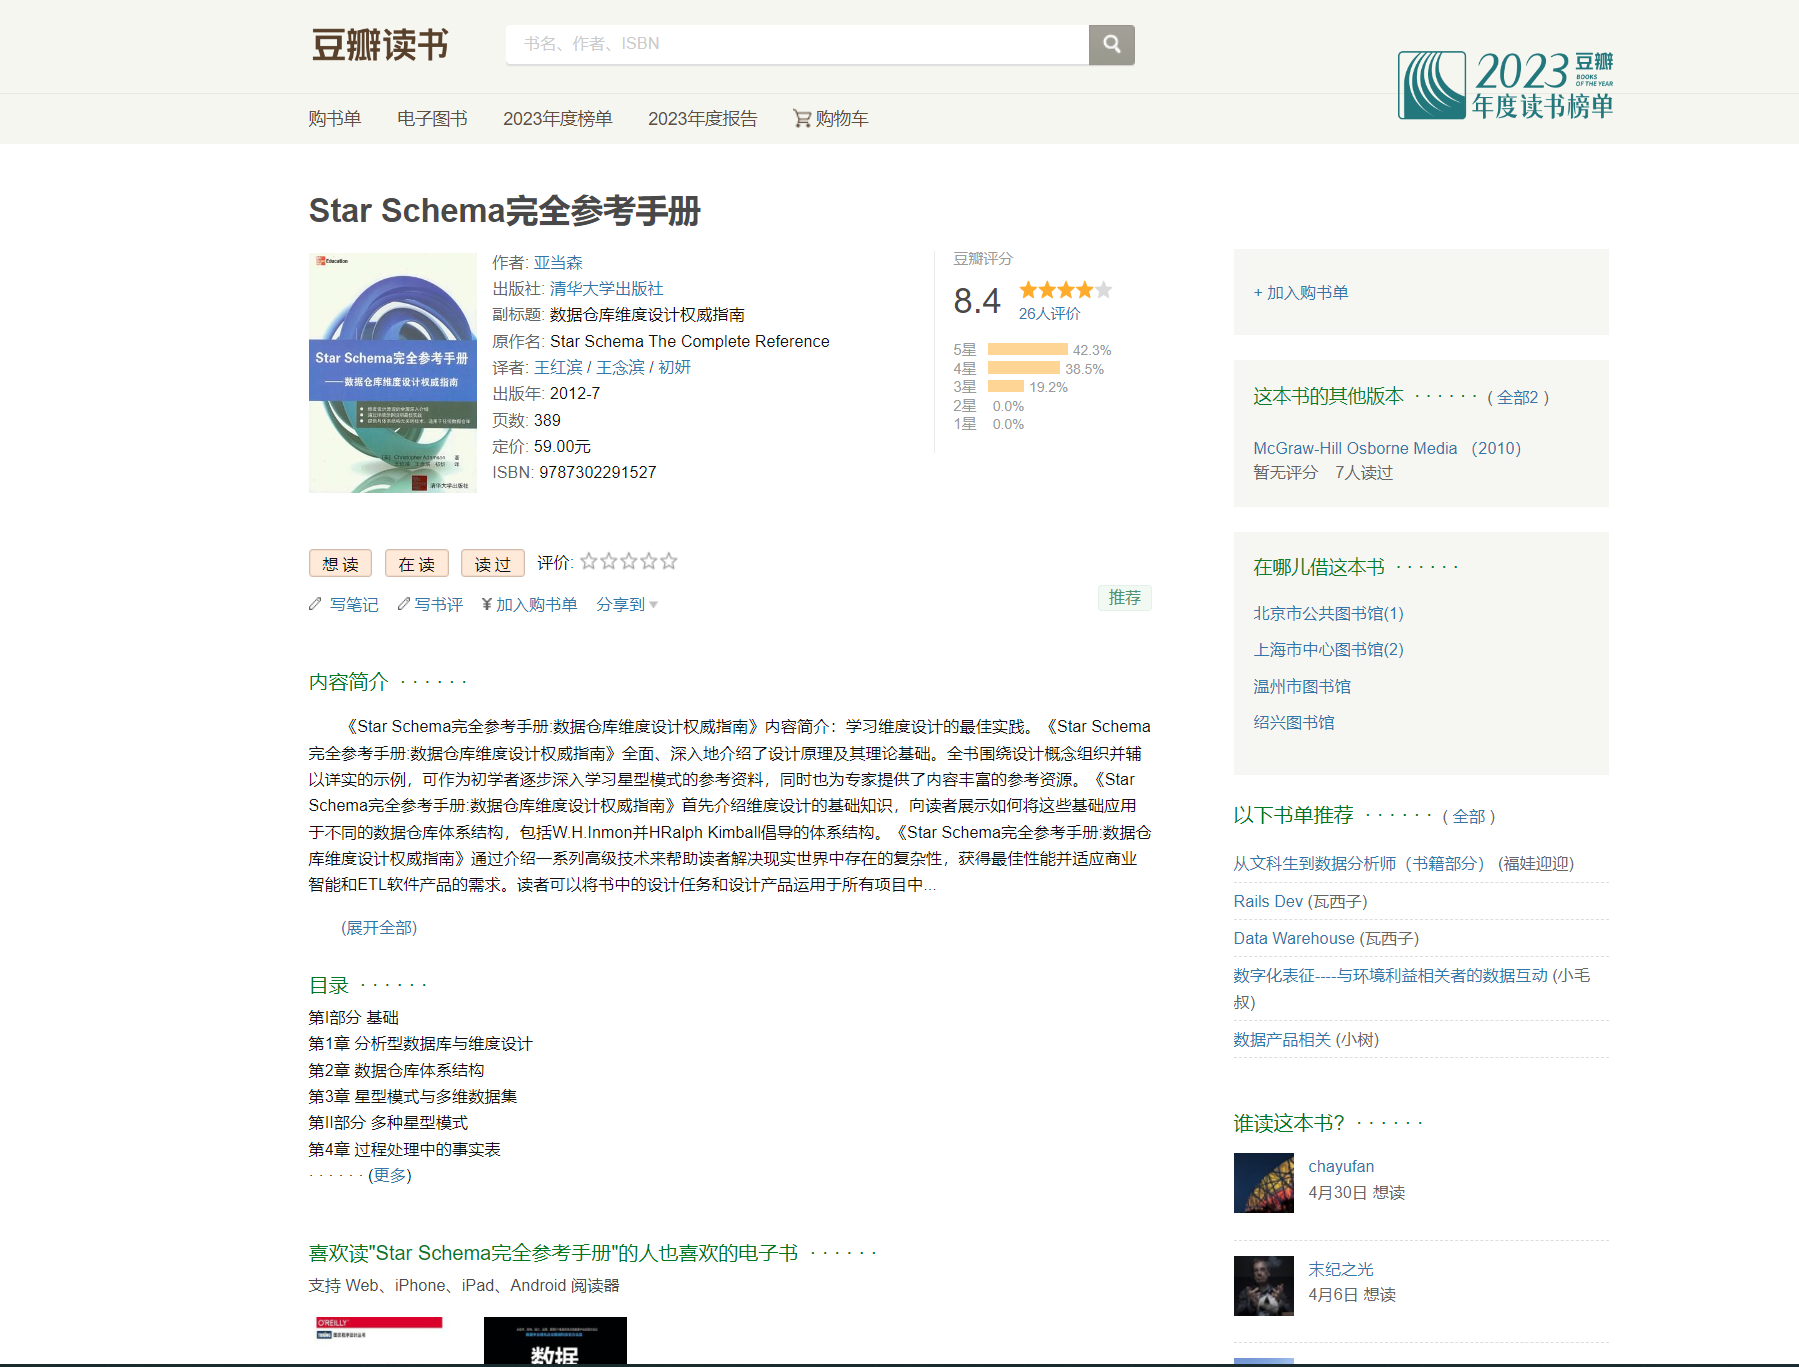 豆瓣读书
书名、作者、ISBN
2023 豆瓣
BOOKS
OF THE YEAR
年度读书榜单
购书单 电子图书 2023年度榜单 2023年度报告 购物车
Star Schema完全参考手册
Education
Star Schema完全参考手册
——数据仓库维度设计权威指南
清华大学出版社
作者: 亚当森
出版社: 清华大学出版社
副标题: 数据仓库维度设计权威指南
原作名: Star Schema The Complete Reference
译者: 王红滨 / 王念滨 / 初妍
出版年: 2012-7
页数: 389
定价: 59.00元
ISBN: 9787302291527
豆瓣评分
8.4
26人评价
5星 42.3%
4星 38.5%
3星 19.2%
2星 0.0%
1星 0.0%
想读 在读 读过 评价:
写笔记 写书评 ¥加入购书单 分享到
推荐
内容简介 · · · · · ·
《Star Schema完全参考手册:数据仓库维度设计权威指南》内容简介：学习维度设计的最佳实践。《Star Schema
完全参考手册:数据仓库维度设计权威指南》全面、深入地介绍了设计原理及其理论基础。全书围绕设计概念组织并辅
以详实的示例，可作为初学者逐步深入学习星型模式的参考资料，同时也为专家提供了内容丰富的参考资源。《Star
Schema完全参考手册:数据仓库维度设计权威指南》首先介绍维度设计的基础知识，向读者展示如何将这些基础应用
于不同的数据仓库体系结构，包括W.H.Inmon并HRalph Kimball倡导的体系结构。《Star Schema完全参考手册:数据仓
库维度设计权威指南》通过介绍一系列高级技术来帮助读者解决现实世界中存在的复杂性，获得最佳性能并适应商业
智能和ETL软件产品的需求。读者可以将书中的设计任务和设计产品运用于所有项目中...
(展开全部)
目录 · · · · · ·
第I部分 基础
第1章 分析型数据库与维度设计
第2章 数据仓库体系结构
第3章 星型模式与多维数据集
第II部分 多种星型模式
第4章 过程处理中的事实表
· · · · · · (更多)
喜欢读"Star Schema完全参考手册"的人也喜欢的电子书 · · · · · ·
支持 Web、iPhone、iPad、Android 阅读器
O'REILLY
数据
+ 加入购书单
这本书的其他版本 · · · · · · ( 全部2 )
McGraw-Hill Osborne Media （2010）
暂无评分 7人读过
在哪儿借这本书 · · · · · ·
北京市公共图书馆(1)
上海市中心图书馆(2)
温州市图书馆
绍兴图书馆
以下书单推荐 · · · · · · ( 全部 )
从文科生到数据分析师（书籍部分） (福娃迎迎)
Rails Dev (瓦西子)
Data Warehouse (瓦西子)
数字化表征----与环境利益相关者的数据互动 (小毛
叔)
数据产品相关 (小树)
谁读这本书? · · · · · ·
chayufan
4月30日 想读
末纪之光
4月6日 想读